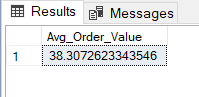 Results Messages
Avg_Order_Value
1 38.3072623343546